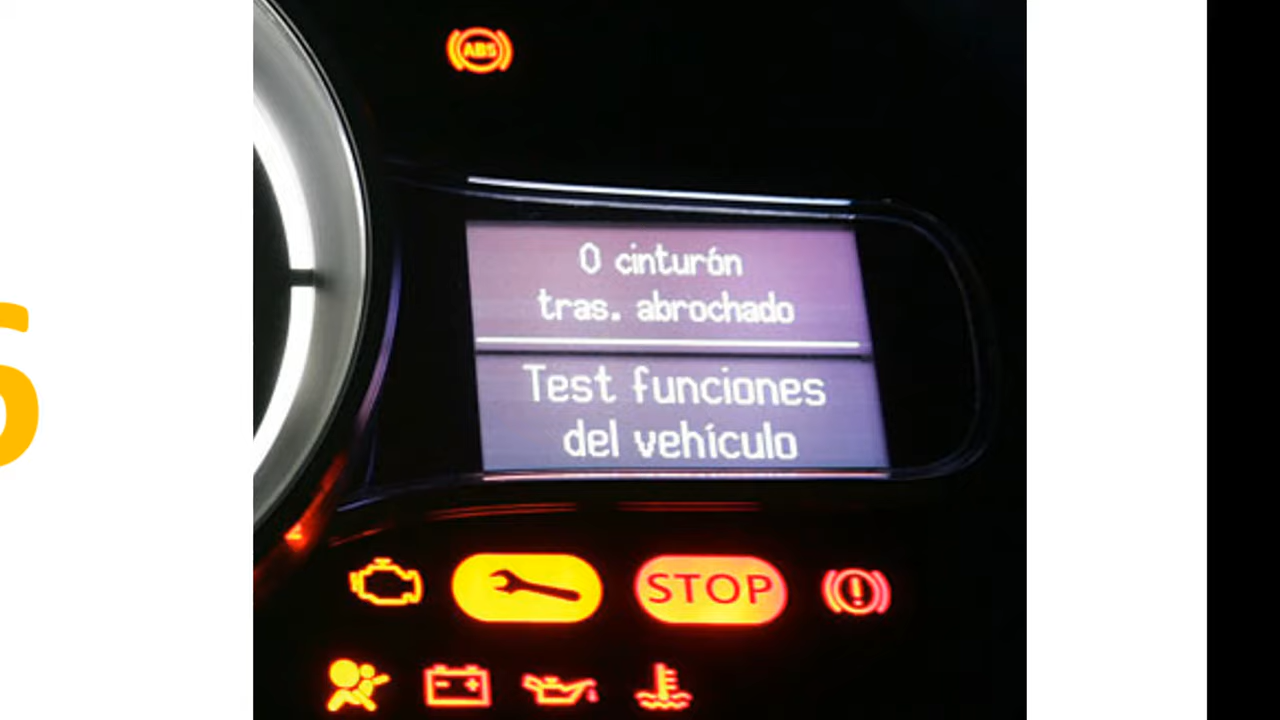 ABS
0 cinturón
tras. abrochado
Test funciones
del vehículo
STOP